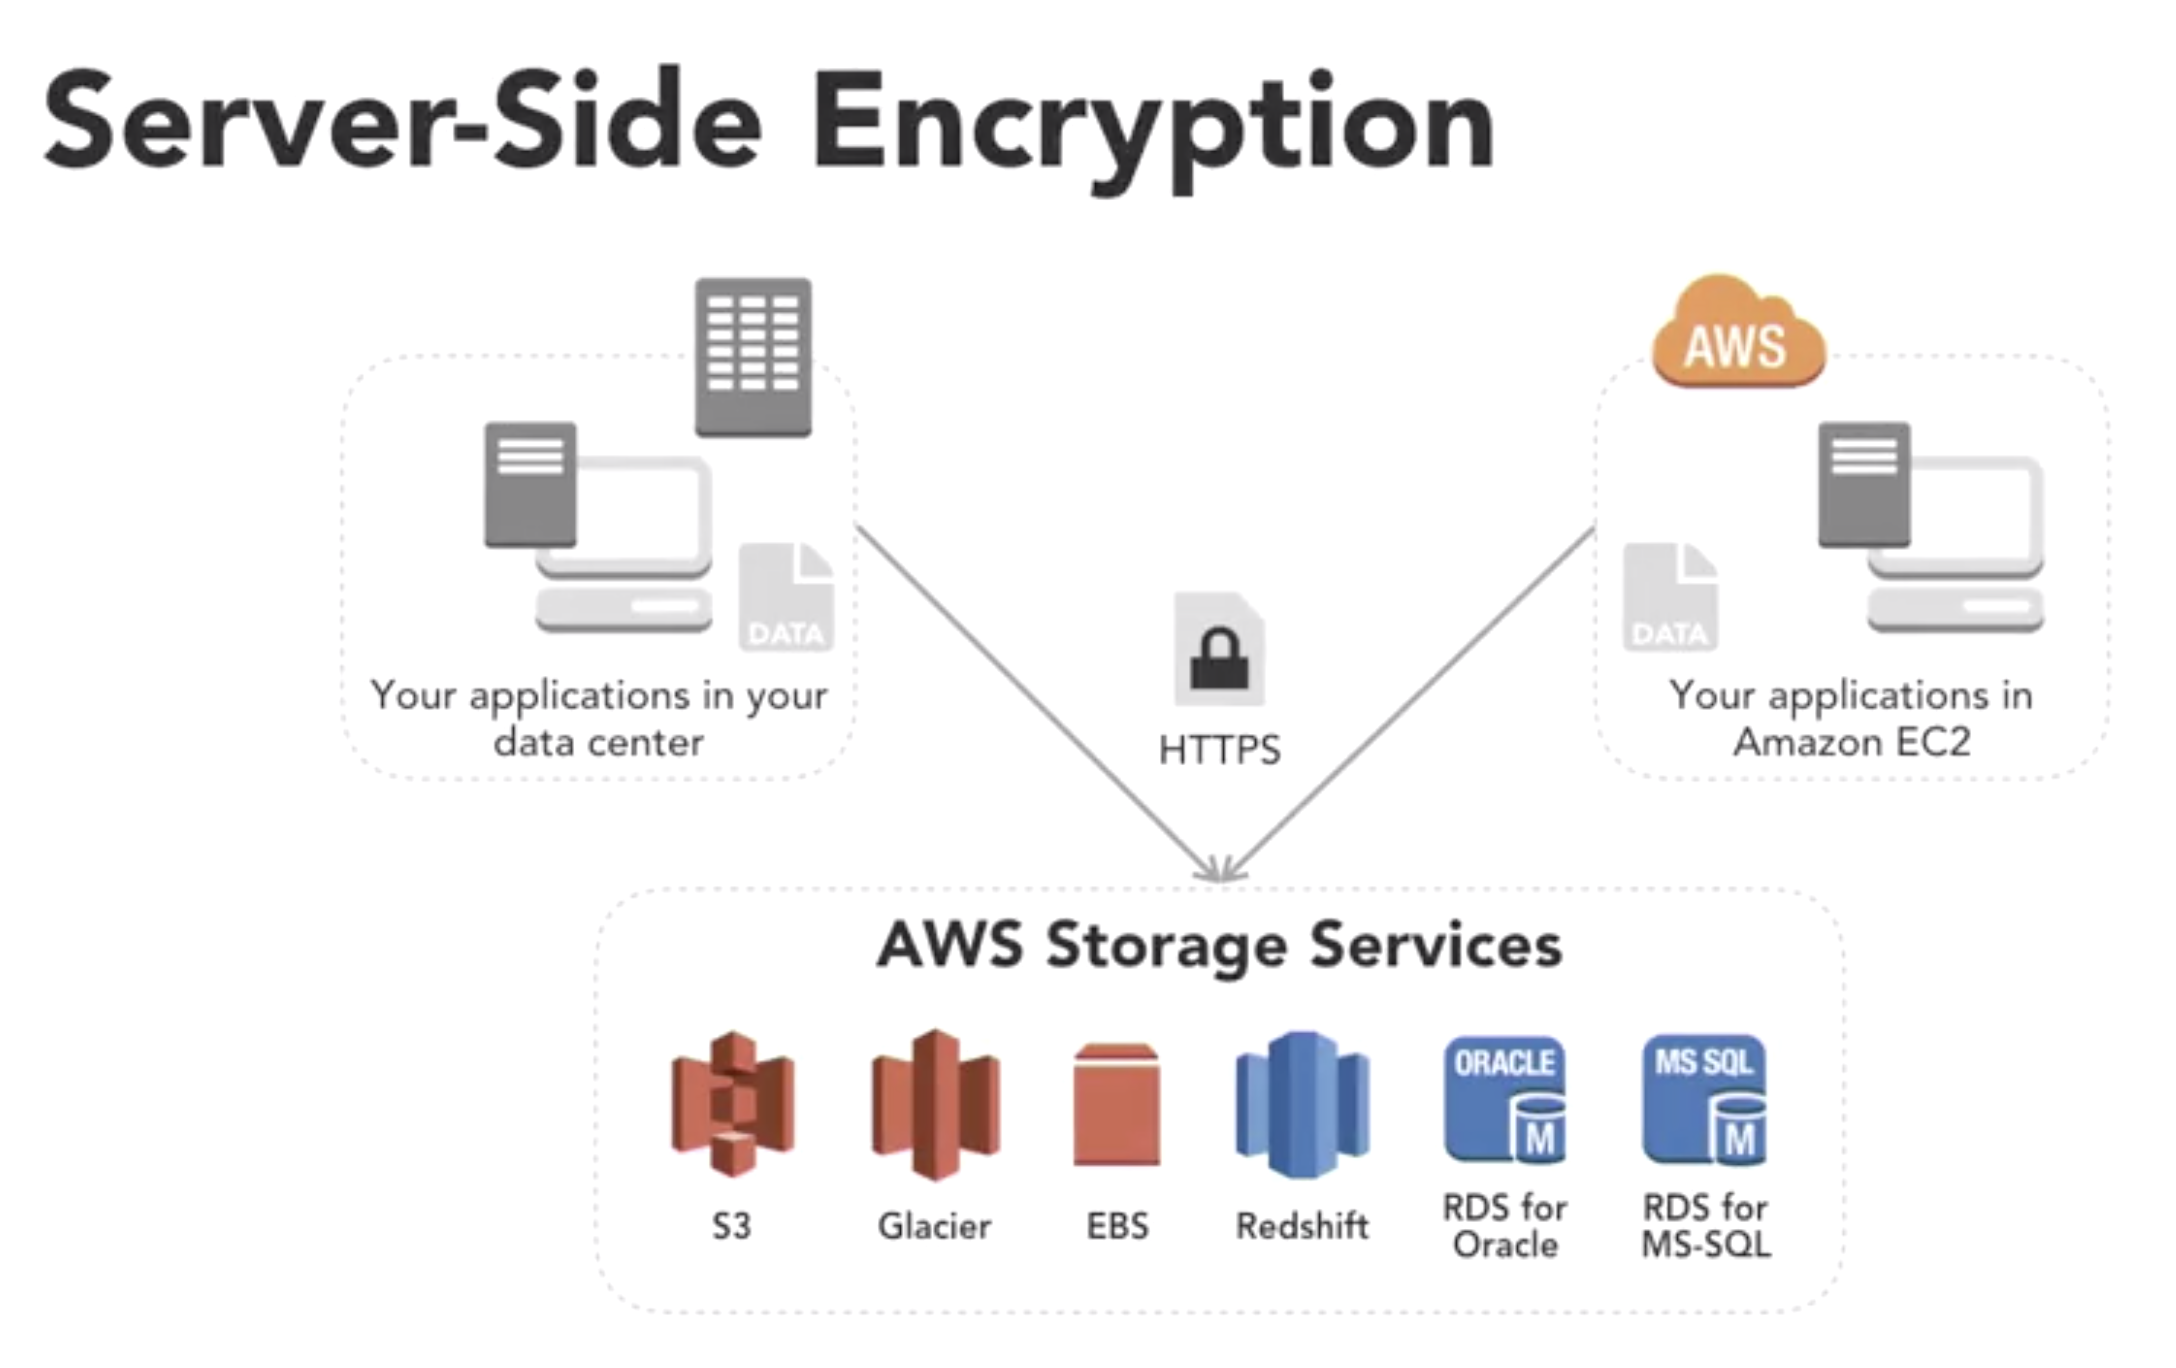 Server-Side Encryption
AWS
DATA
Your applications in your
data center
HTTPS
DATA
Your applications in
Amazon EC2
AWS Storage Services
ORACLE
M
MS SQL
M
S3
Glacier
EBS
Redshift
RDS for
Oracle
RDS for
MS-SQL